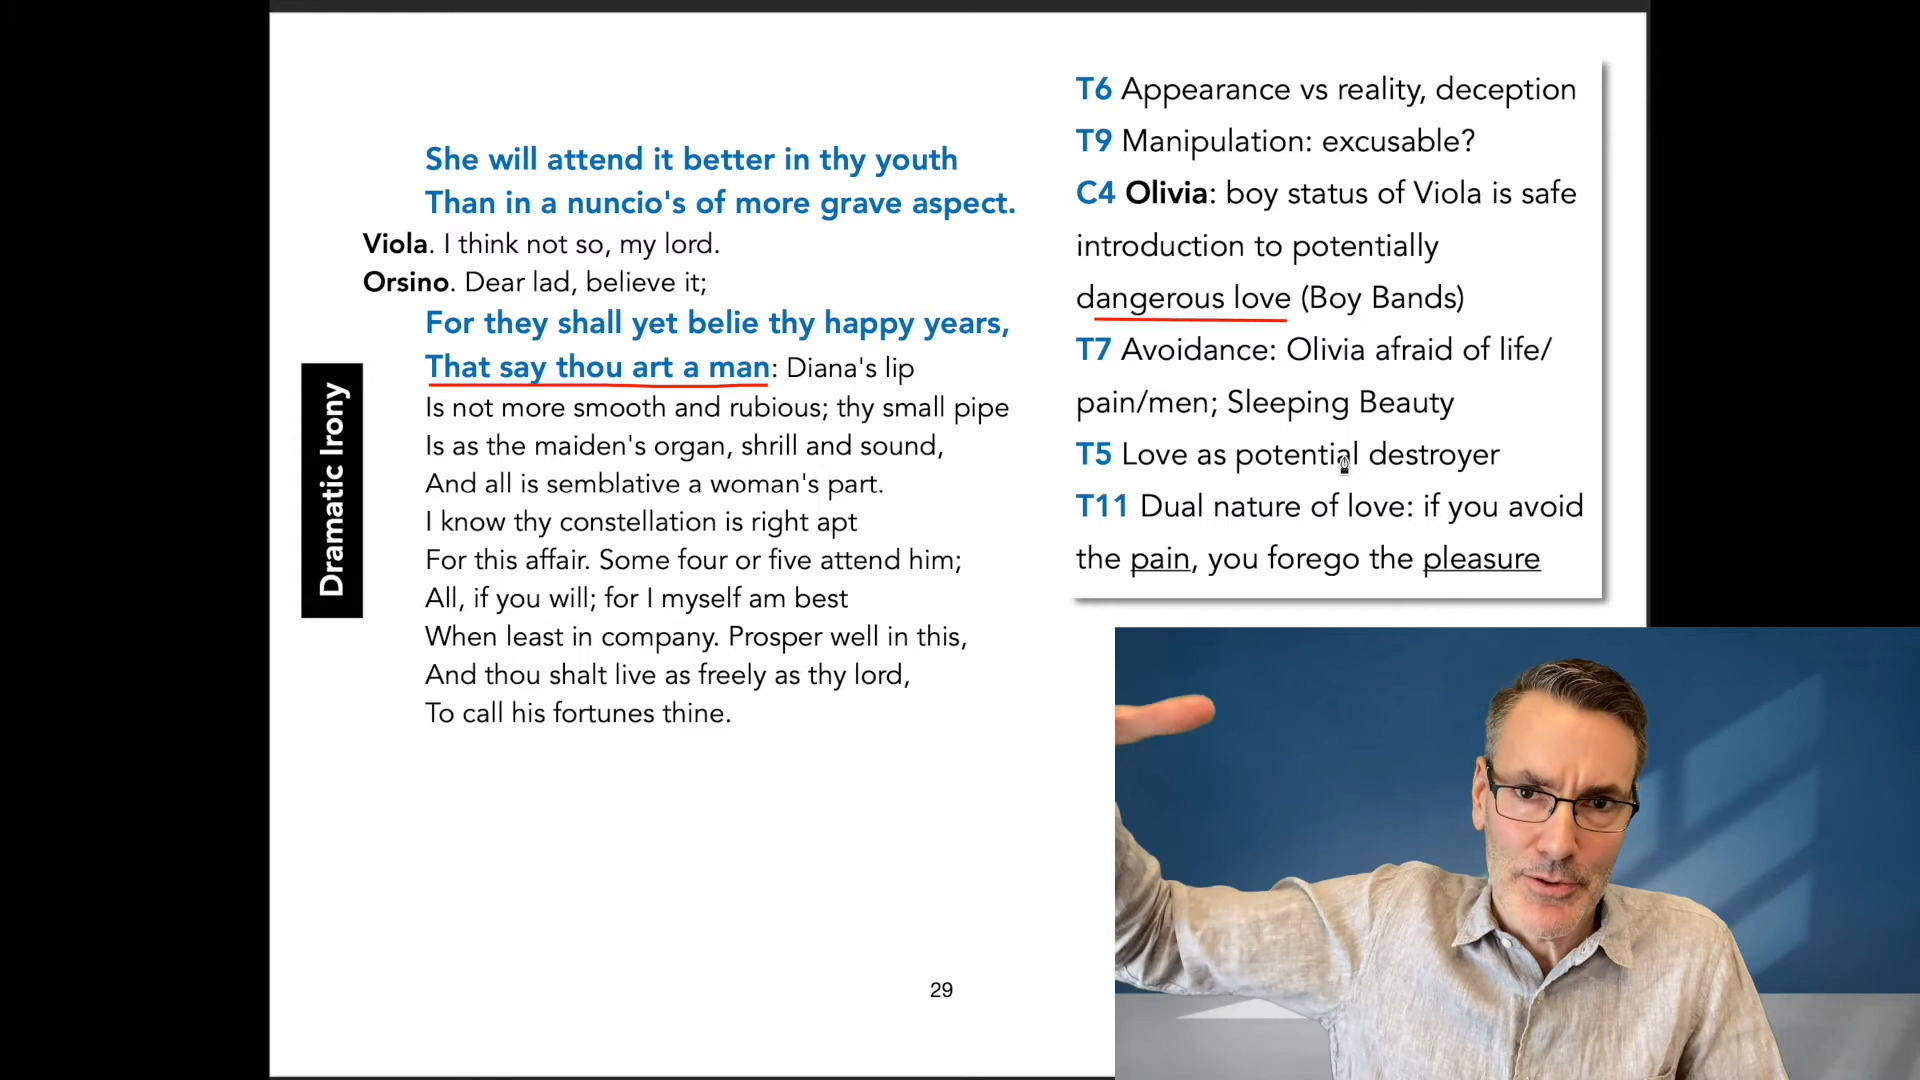 She will attend it better in thy youth
Than in a nuncio's of more grave aspect.
Viola. I think not so, my lord.
Orsino. Dear lad, believe it;
For they shall yet belie thy happy years,
That say thou art a man: Diana's lip
Is not more smooth and rubious; thy small pipe
Is as the maiden's organ, shrill and sound,
And all is semblative a woman's part.
I know thy constellation is right apt
For this affair. Some four or five attend him;
All, if you will; for I myself am best
When least in company. Prosper well in this,
And thou shalt live as freely as thy lord,
To call his fortunes thine.
Dramatic Irony
T6 Appearance vs reality, deception
T9 Manipulation: excusable?
C4 Olivia: boy status of Viola is safe
introduction to potentially
dangerous love (Boy Bands)
T7 Avoidance: Olivia afraid of life/
pain/men; Sleeping Beauty
T5 Love as potential destroyer
T11 Dual nature of love: if you avoid
the pain, you forego the pleasure
29